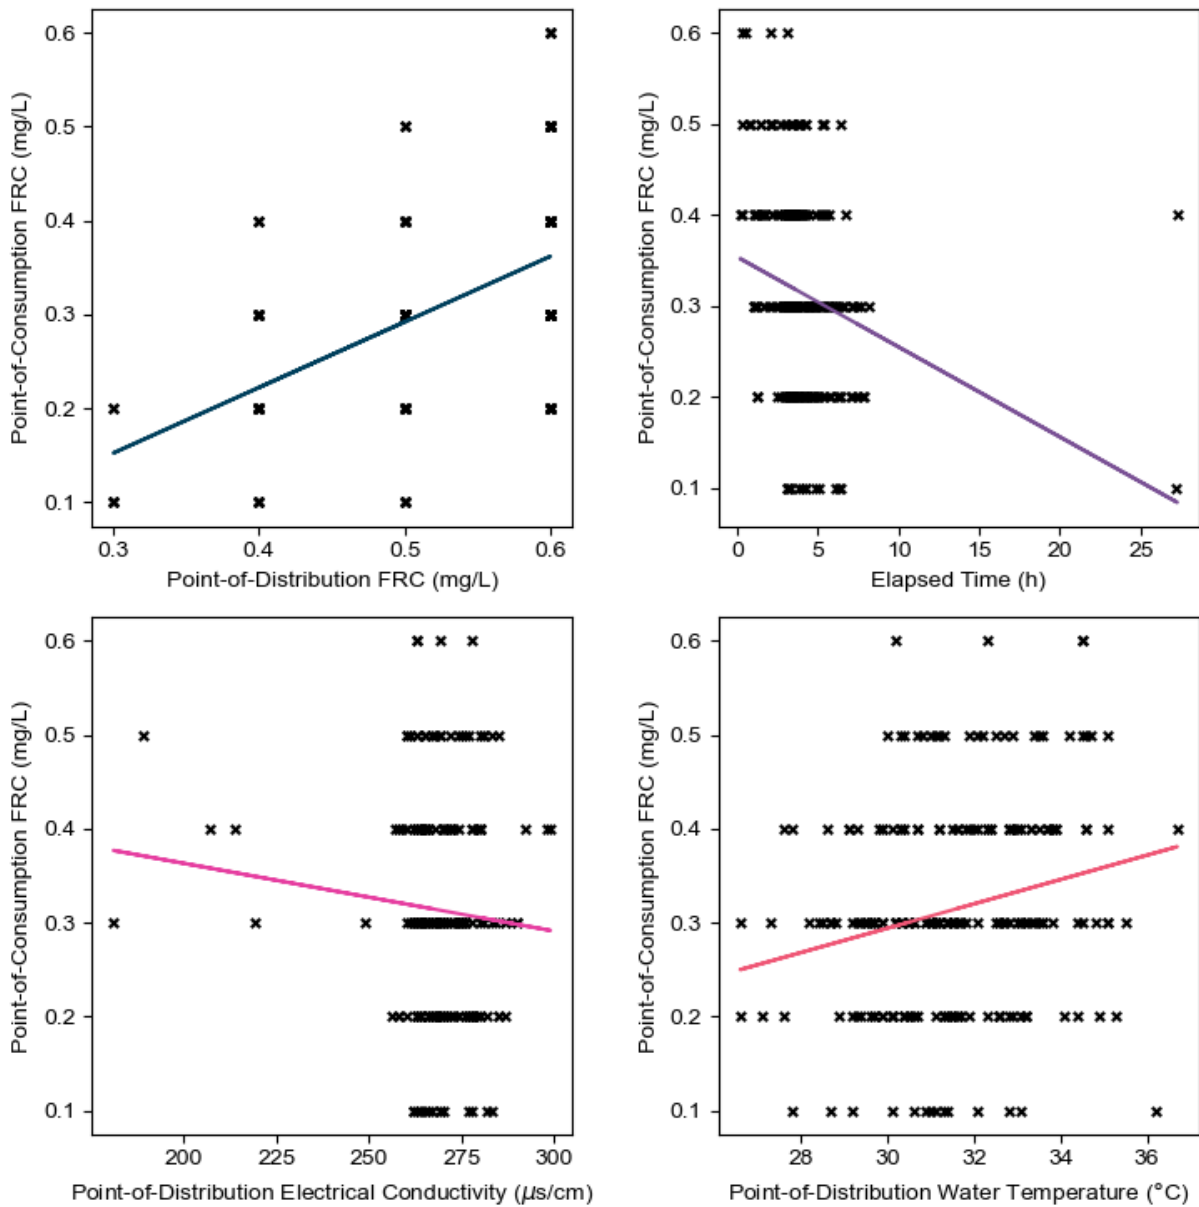 Point-of-Consumption FRC (mg/L)
0.6
0.5
0.4
0.3
0.2
0.1
0.3 0.4 0.5 0.6
Point-of-Distribution FRC (mg/L)
Point-of-Consumption FRC (mg/L)
0.6
0.5
0.4
0.3
0.2
0.1
0 5 10 15 20 25
Elapsed Time (h)
Point-of-Consumption FRC (mg/L)
0.6
0.5
0.4
0.3
0.2
0.1
200 225 250 275 300
Point-of-Distribution Electrical Conductivity (μs/cm)
Point-of-Consumption FRC (mg/L)
0.6
0.5
0.4
0.3
0.2
0.1
28 30 32 34 36
Point-of-Distribution Water Temperature (°C)